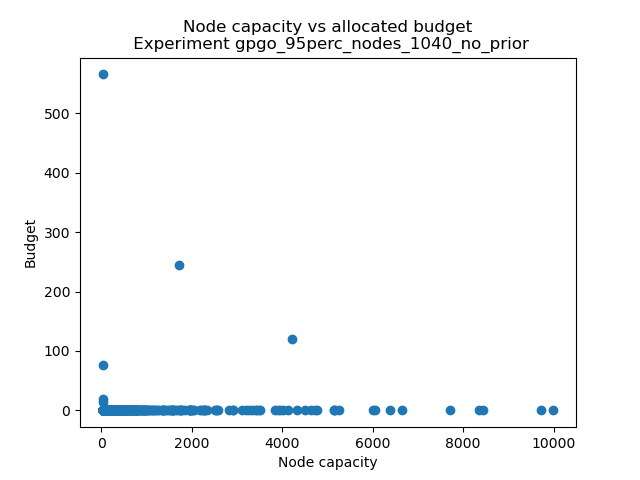 Node capacity vs allocated budget
Experiment gpgo_95perc_nodes_1040_no_prior
500
400
300
200
100
0
Budget
0 2000 4000 6000 8000 10000
Node capacity